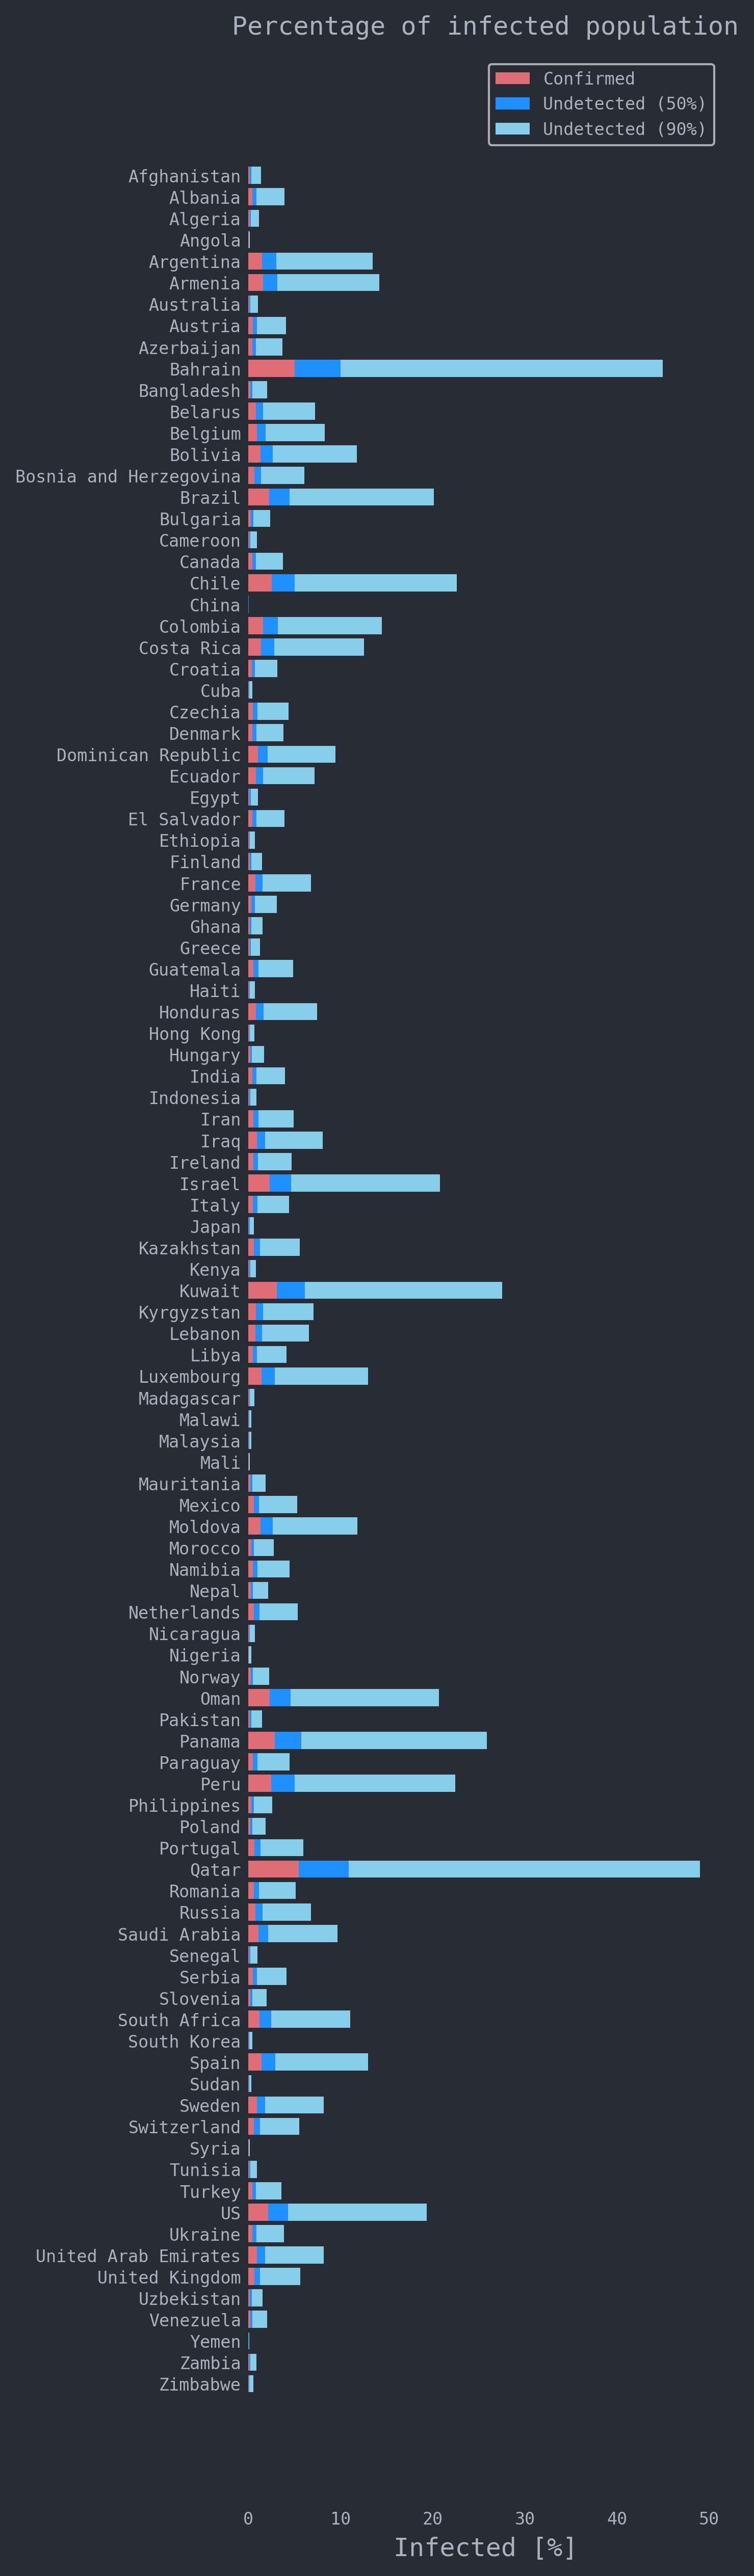 Percentage of infected population
Confirmed
Undetected (50%)
Undetected (90%)
Afghanistan
Albania
Algeria
Angola
Argentina
Armenia
Australia
Austria
Azerbaijan
Bahrain
Bangladesh
Belarus
Belgium
Bolivia
Bosnia and Herzegovina
Brazil
Bulgaria
Cameroon
Canada
Chile
China
Colombia
Costa Rica
Croatia
Cuba
Czechia
Denmark
Dominican Republic
Ecuador
Egypt
El Salvador
Ethiopia
Finland
France
Germany
Ghana
Greece
Guatemala
Haiti
Honduras
Hong Kong
Hungary
India
Indonesia
Iran
Iraq
Ireland
Israel
Italy
Japan
Kazakhstan
Kenya
Kuwait
Kyrgyzstan
Lebanon
Libya
Luxembourg
Madagascar
Malawi
Malaysia
Mali
Mauritania
Mexico
Moldova
Morocco
Namibia
Nepal
Netherlands
Nicaragua
Nigeria
Norway
Oman
Pakistan
Panama
Paraguay
Peru
Philippines
Poland
Portugal
Qatar
Romania
Russia
Saudi Arabia
Senegal
Serbia
Slovenia
South Africa
South Korea
Spain
Sudan
Sweden
Switzerland
Syria
Tunisia
Turkey
US
Ukraine
United Arab Emirates
United Kingdom
Uzbekistan
Venezuela
Yemen
Zambia
Zimbabwe
0 10 20 30 40 50
Infected [%]